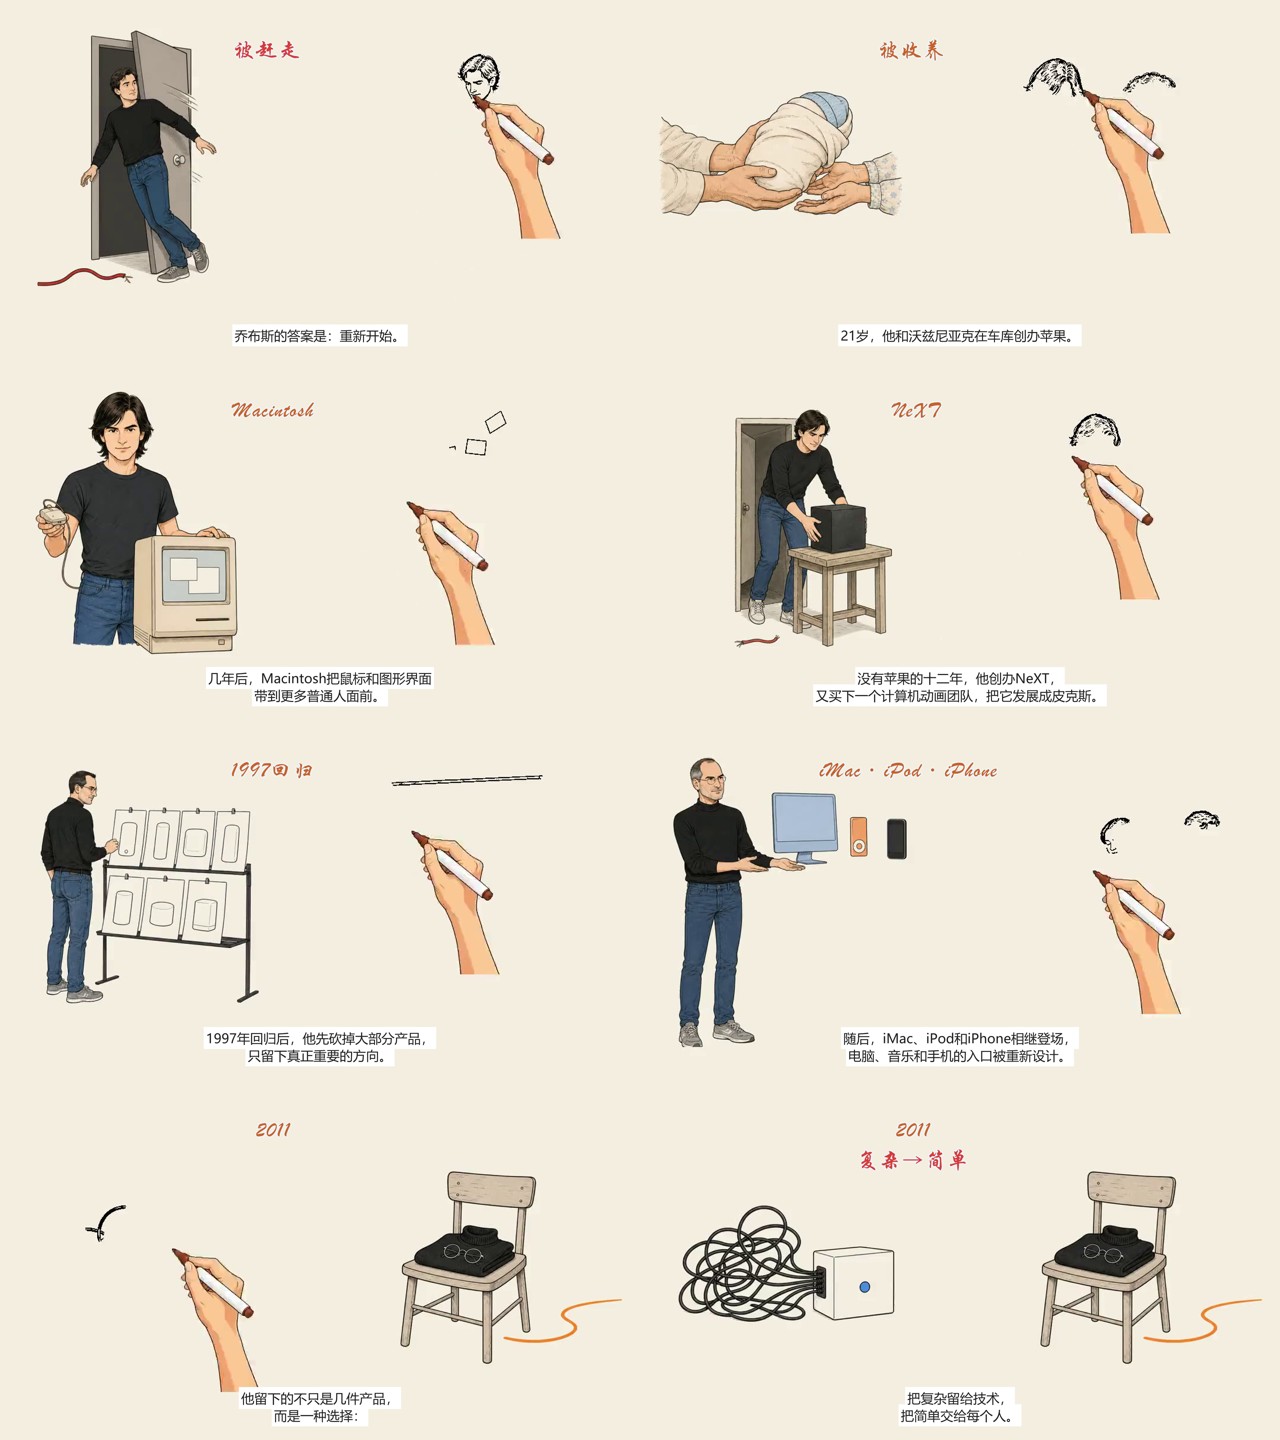 被赶走
乔布斯的答案是：重新开始。
被收养
21岁，他和沃兹尼亚克在车库创办苹果。
Macintosh
几年后，Macintosh把鼠标和图形界面
带到更多普通人面前。
NeXT
没有苹果的十二年，他创办NeXT，
又买下一个计算机动画团队，把它发展成皮克斯。
1997回归
1997年回归后，他先砍掉大部分产品，
只留下真正重要的方向。
iMac · iPod · iPhone
随后，iMac、iPod和iPhone相继登场，
电脑、音乐和手机的入口被重新设计。
2011
他留下的不只是几件产品，
而是一种选择：
2011
复杂→简单
把复杂留给技术，
把简单交给每个人。